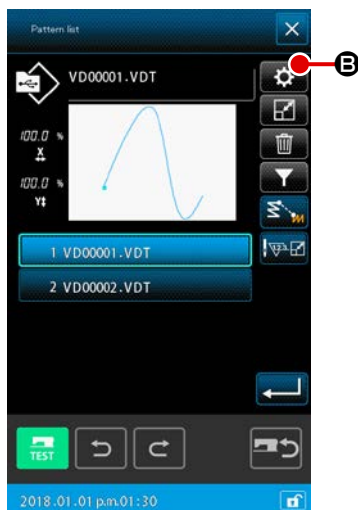 Pattern list
B
VD00001.VDT
100.0 %
X
100.0 %
Y
1 VD00001.VDT
2 VD00002.VDT
TEST
2018.01.01 p.m.01:30